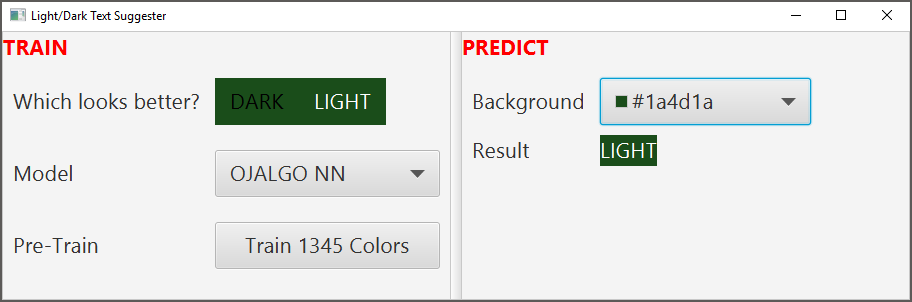 Light/Dark Text Suggester
TRAIN
Which looks better? DARK LIGHT
Model OJALGO NN
Pre-Train Train 1345 Colors
PREDICT
Background #1a4d1a
Result LIGHT